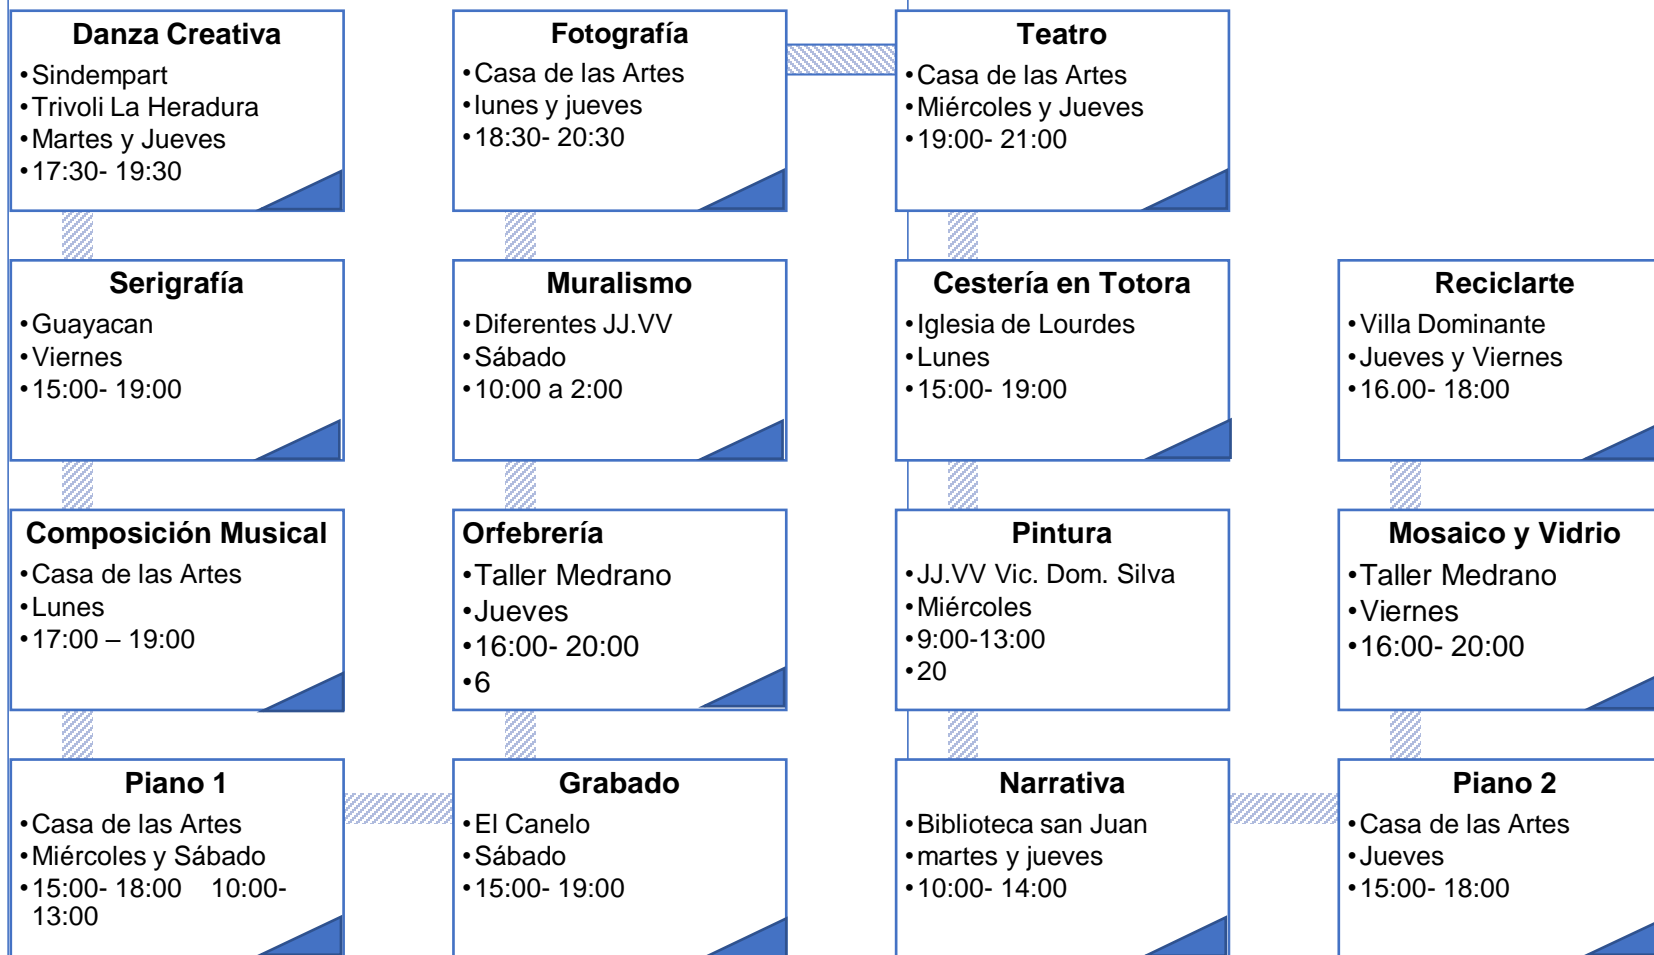 Danza Creativa
•Sindempart
•Trivoli La Heradura
•Martes y Jueves
•17:30- 19:30
Fotografía
•Casa de las Artes
•lunes y jueves
•18:30- 20:30
Teatro
•Casa de las Artes
•Miércoles y Jueves
•19:00- 21:00
Serigrafía
•Guayacan
•Viernes
•15:00- 19:00
Muralismo
•Diferentes JJ.VV
•Sábado
•10:00 a 2:00
Cestería en Totora
•Iglesia de Lourdes
•Lunes
•15:00- 19:00
Reciclarte
•Villa Dominante
•Jueves y Viernes
•16.00- 18:00
Composición Musical
•Casa de las Artes
•Lunes
•17:00 – 19:00
Orfebrería
•Taller Medrano
•Jueves
•16:00- 20:00
•6
Pintura
•JJ.VV Vic. Dom. Silva
•Miércoles
•9:00-13:00
•20
Mosaico y Vidrio
•Taller Medrano
•Viernes
•16:00- 20:00
Piano 1
•Casa de las Artes
•Miércoles y Sábado
•15:00- 18:00 10:00-
13:00
Grabado
•El Canelo
•Sábado
•15:00- 19:00
Narrativa
•Biblioteca san Juan
•martes y jueves
•10:00- 14:00
Piano 2
•Casa de las Artes
•Jueves
•15:00- 18:00